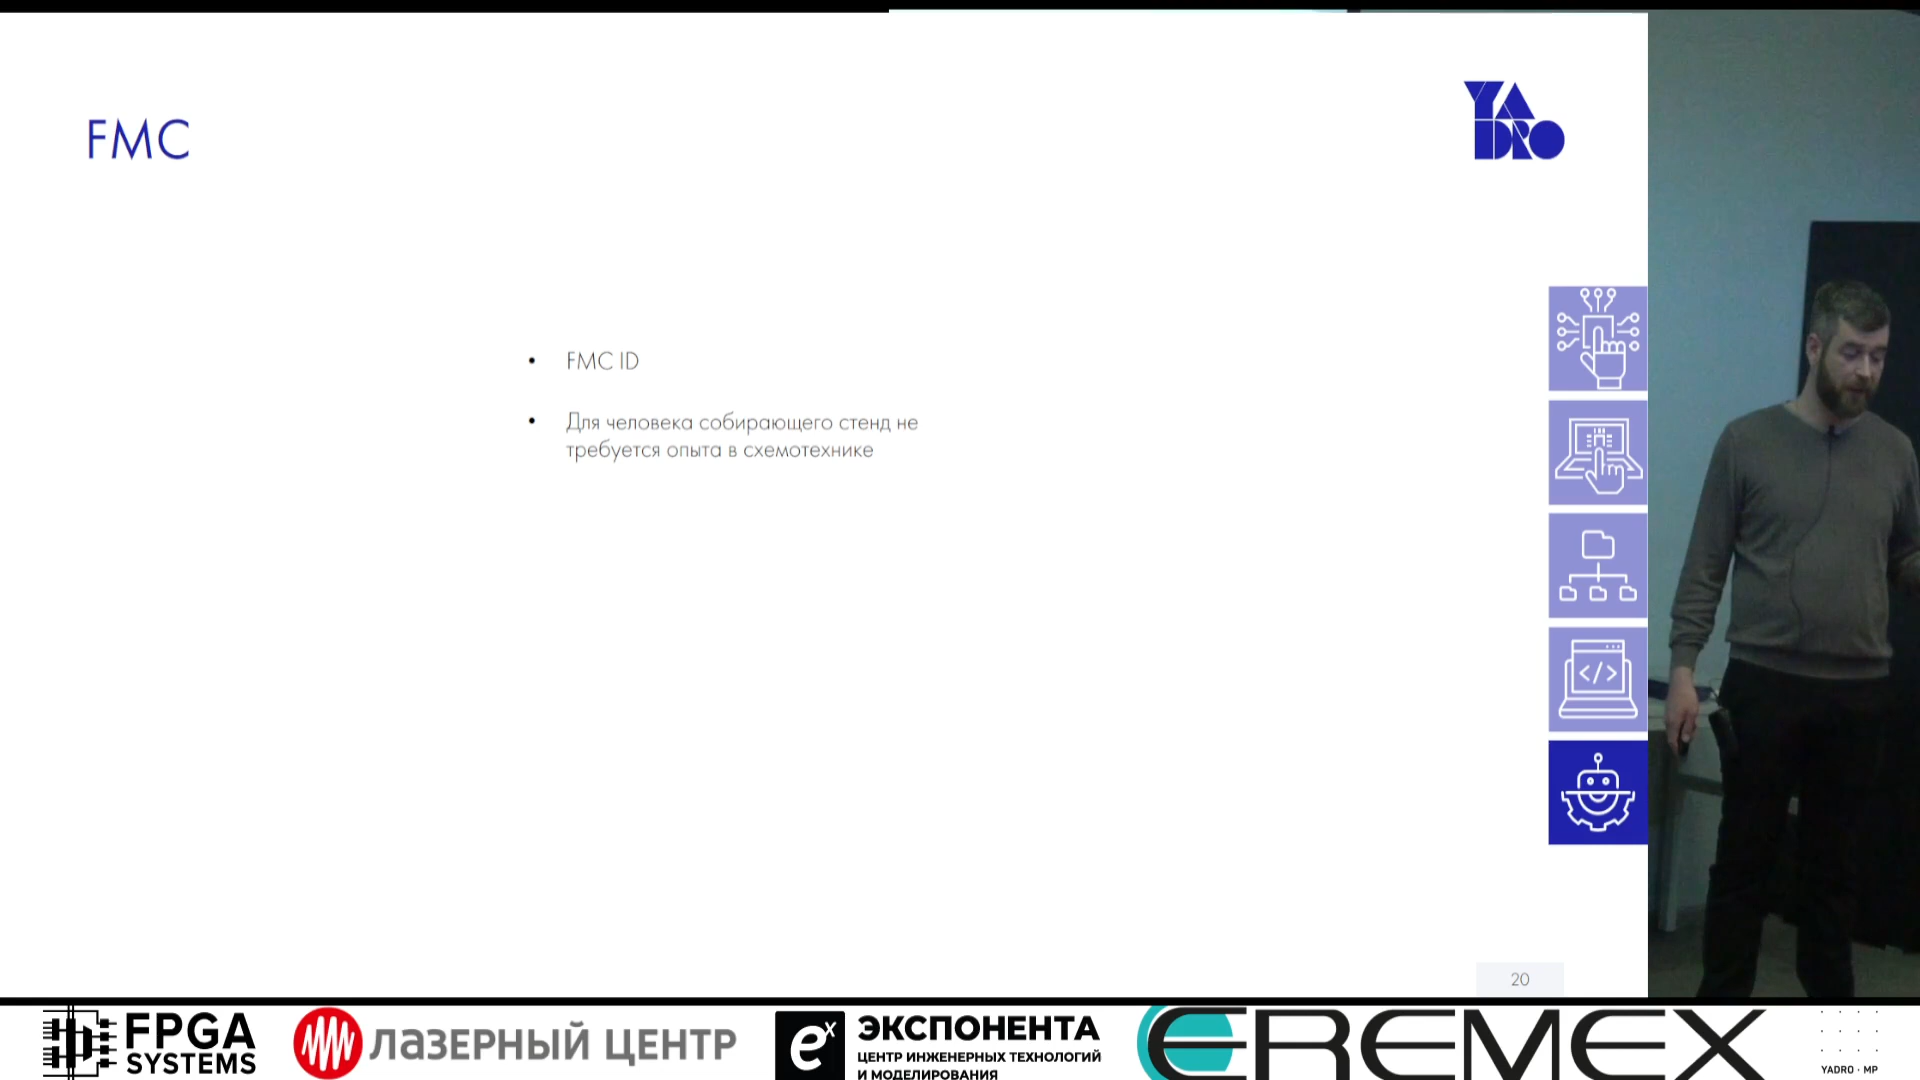 FMC
YADRO
• FMC ID
• Для человека собирающего стенд не
требуется опыта в схемотехнике
20
FPGA
SYSTEMS
ЛАЗЕРНЫЙ ЦЕНТР
ex
ЭКСПОНЕНТА
ЦЕНТР ИНЖЕНЕРНЫХ ТЕХНОЛОГИЙ
И МОДЕЛИРОВАНИЯ
EREMEX
YADRO · MP